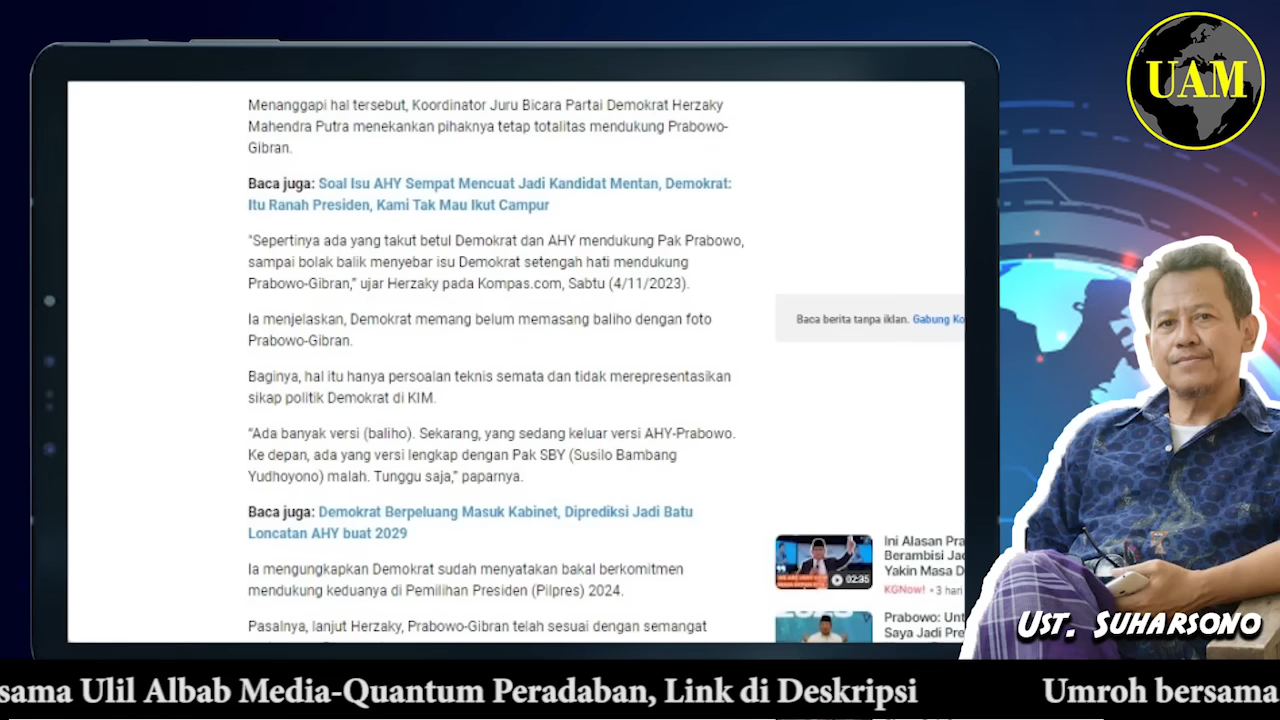 UAM
Menanggapi hal tersebut, Koordinator Juru Bicara Partai Demokrat Herzaky
Mahendra Putra menekankan pihaknya tetap totalitas mendukung Prabowo-
Gibran.
Baca juga: Soal Isu AHY Sempat Mencuat Jadi Kandidat Mentan, Demokrat:
Itu Ranah Presiden, Kami Tak Mau Ikut Campur
"Sepertinya ada yang takut betul Demokrat dan AHY mendukung Pak Prabowo,
sampai bolak balik menyebar isu Demokrat setengah hati mendukung
Prabowo-Gibran," ujar Herzaky pada Kompas.com, Sabtu (4/11/2023).
Ia menjelaskan, Demokrat memang belum memasang baliho dengan foto
Prabowo-Gibran.
Baginya, hal itu hanya persoalan teknis semata dan tidak merepresentasikan
sikap politik Demokrat di KIM.
"Ada banyak versi (baliho). Sekarang, yang sedang keluar versi AHY-Prabowo.
Ke depan, ada yang versi lengkap dengan Pak SBY (Susilo Bambang
Yudhoyono) malah. Tunggu saja," paparnya.
Baca juga: Demokrat Berpeluang Masuk Kabinet, Diprediksi Jadi Batu
Loncatan AHY buat 2029
Ia mengungkapkan Demokrat sudah menyatakan bakal berkomitmen
mendukung keduanya di Pemilihan Presiden (Pilpres) 2024.
Pasalnya, lanjut Herzaky, Prabowo-Gibran telah sesuai dengan semangat
Baca berita tanpa iklan. Gabung Ko
02:35
Ini Alasan Pra
Berambisi Jad
Yakin Masa D
KGNow! • 3 hari
Prabowo: Unt
Saya Jadi Pre
UST. SUHARSONO
sama Ulil Albab Media-Quantum Peradaban, Link di Deskripsi Umroh bersama